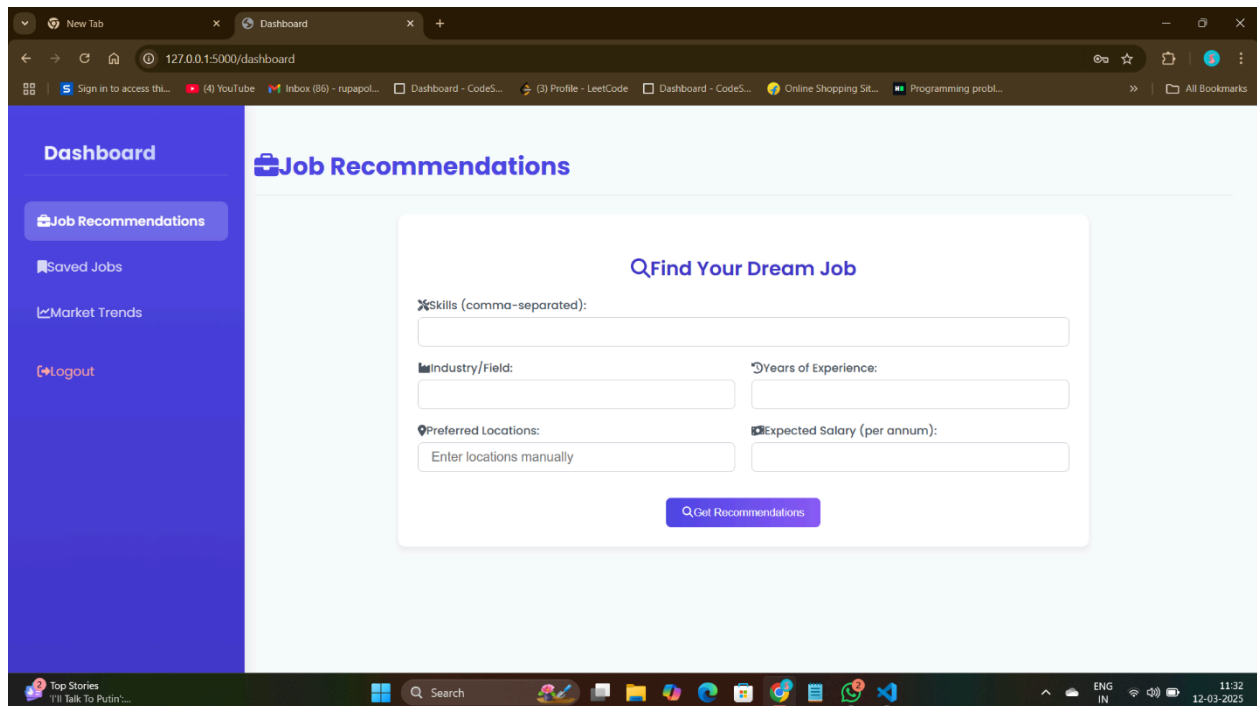 New Tab
Dashboard
127.0.0.1:5000/dashboard
Sign in to access thi...
(4) YouTube
Inbox (86) - rupapol...
Dashboard - CodeS...
(3) Profile - LeetCode
Dashboard - CodeS...
Online Shopping Sit...
Programming probl...
All Bookmarks
Dashboard
Job Recommendations
Saved Jobs
Market Trends
Logout
Job Recommendations
Find Your Dream Job
Skills (comma-separated):
Industry/Field:
Years of Experience:
Preferred Locations:
Expected Salary (per annum):
Enter locations manually
Get Recommendations
2
Top Stories
'I'll Talk To Putin':...
Search
2
ENG
IN
11:32
12-03-2025